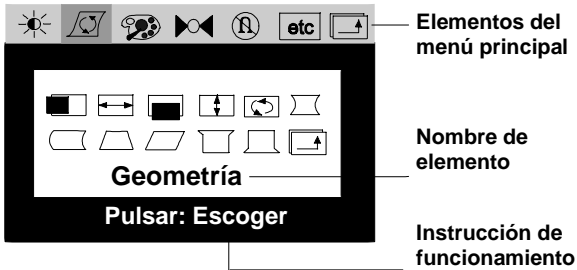 etc
Elementos del
menú principal
Nombre de
elemento
Geometría
Pulsar: Escoger
Instrucción de
funcionamiento